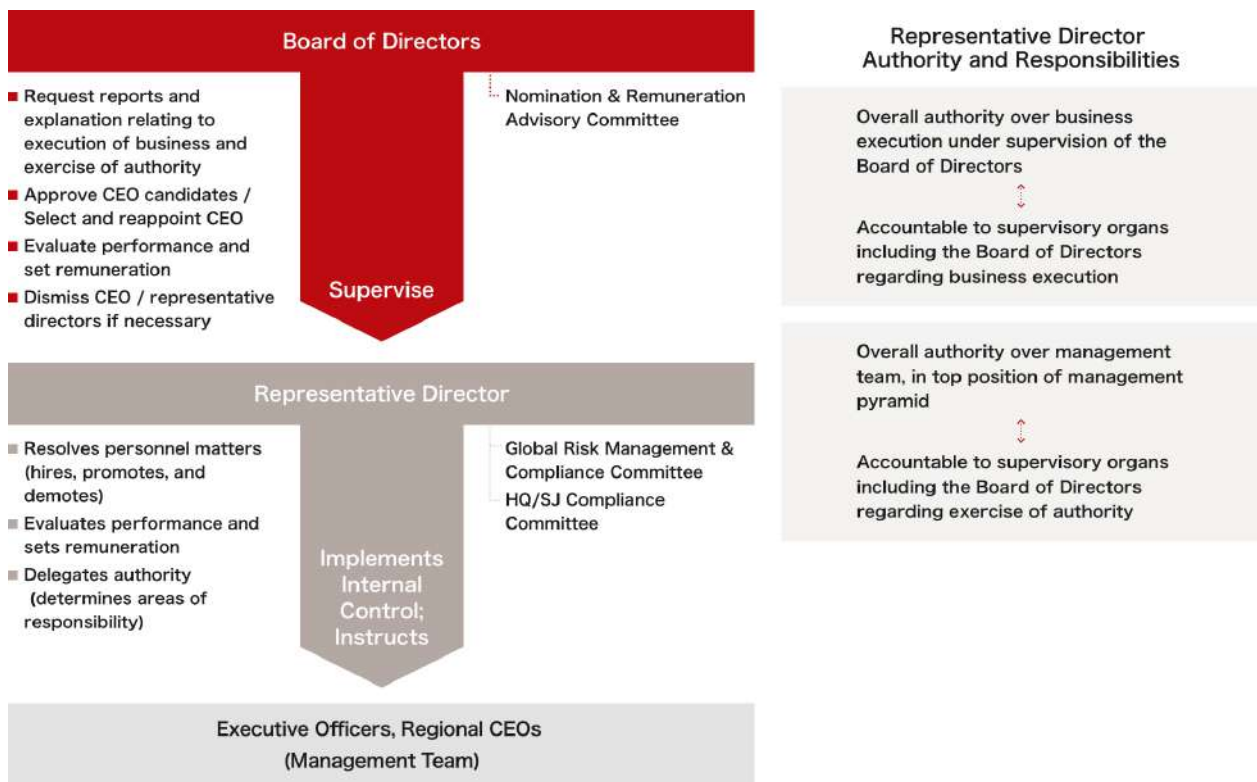 Board of Directors
■ Request reports and
explanation relating to
execution of business and
exercise of authority
■ Approve CEO candidates /
Select and reappoint CEO
■ Evaluate performance and
set remuneration
■ Dismiss CEO / representative
directors if necessary
Supervise
Nomination & Remuneration
Advisory Committee
Representative Director
■ Resolves personnel matters
(hires, promotes, and
demotes)
■ Evaluates performance and
sets remuneration
■ Delegates authority
(determines areas of
responsibility)
Implements
Internal
Control;
Instructs
Global Risk Management &
Compliance Committee
HQ/SJ Compliance
Committee
Executive Officers, Regional CEOs
(Management Team)
Representative Director
Authority and Responsibilities
Overall authority over business
execution under supervision of the
Board of Directors
Accountable to supervisory organs
including the Board of Directors
regarding business execution
Overall authority over management
team, in top position of management
pyramid
Accountable to supervisory organs
including the Board of Directors
regarding exercise of authority